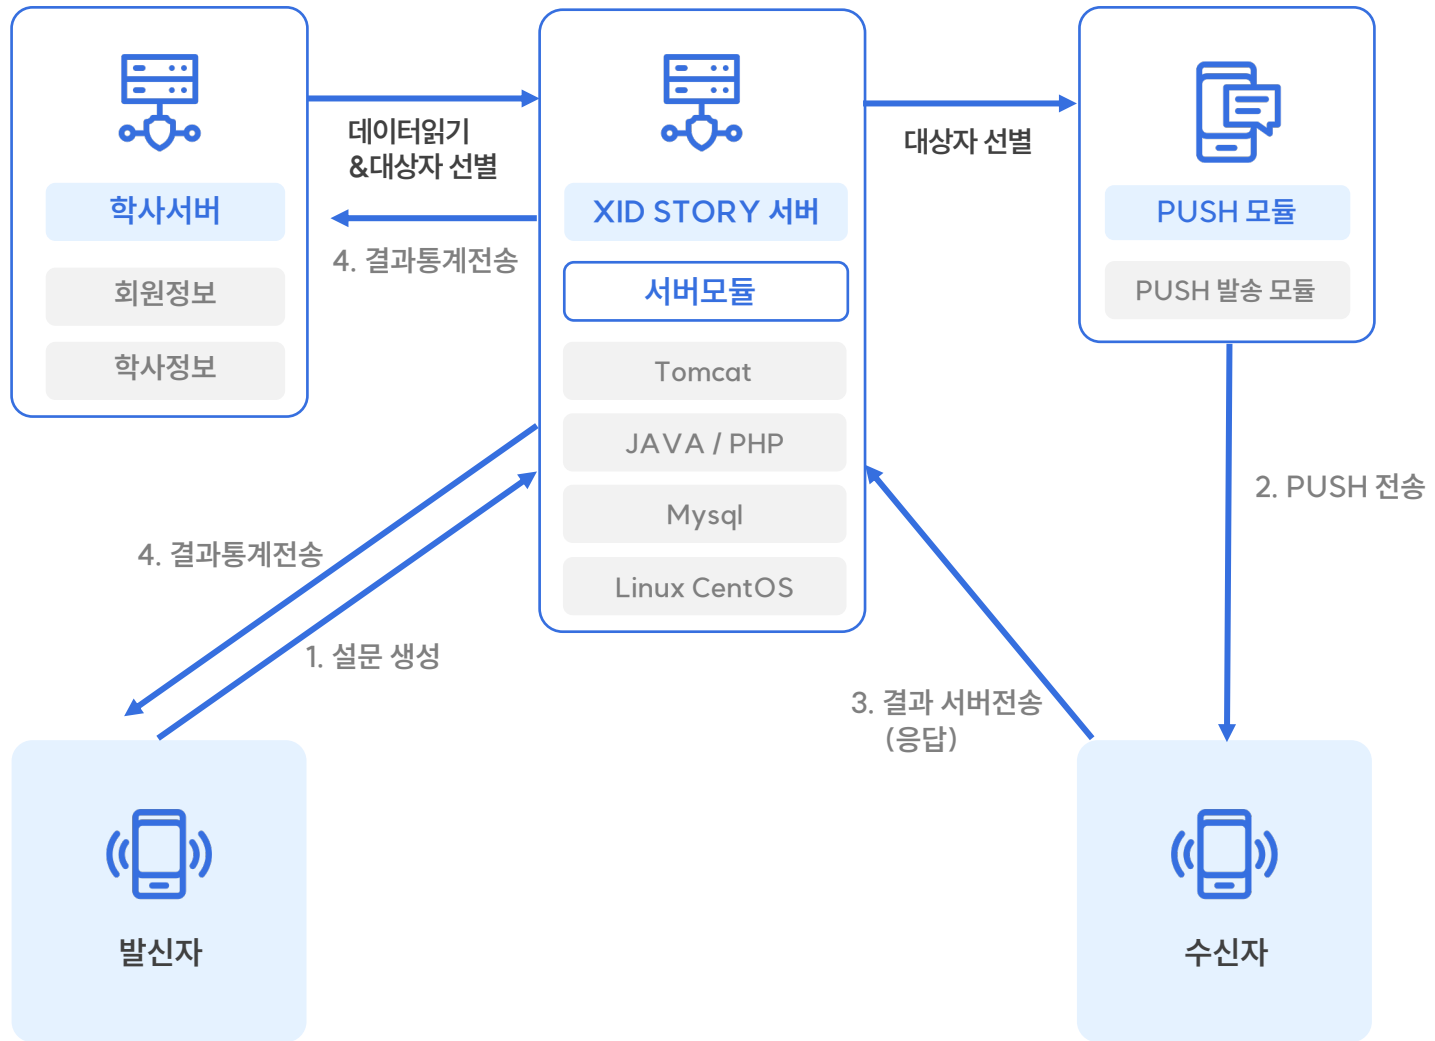 학사서버
회원정보
학사정보
데이터읽기
&대상자 선별
4. 결과통계전송
XID STORY 서버
서버모듈
Tomcat
JAVA / PHP
Mysql
Linux CentOS
대상자 선별
PUSH 모듈
PUSH 발송 모듈
2. PUSH 전송
4. 결과통계전송
1. 설문 생성
3. 결과 서버전송
(응답)
발신자
수신자